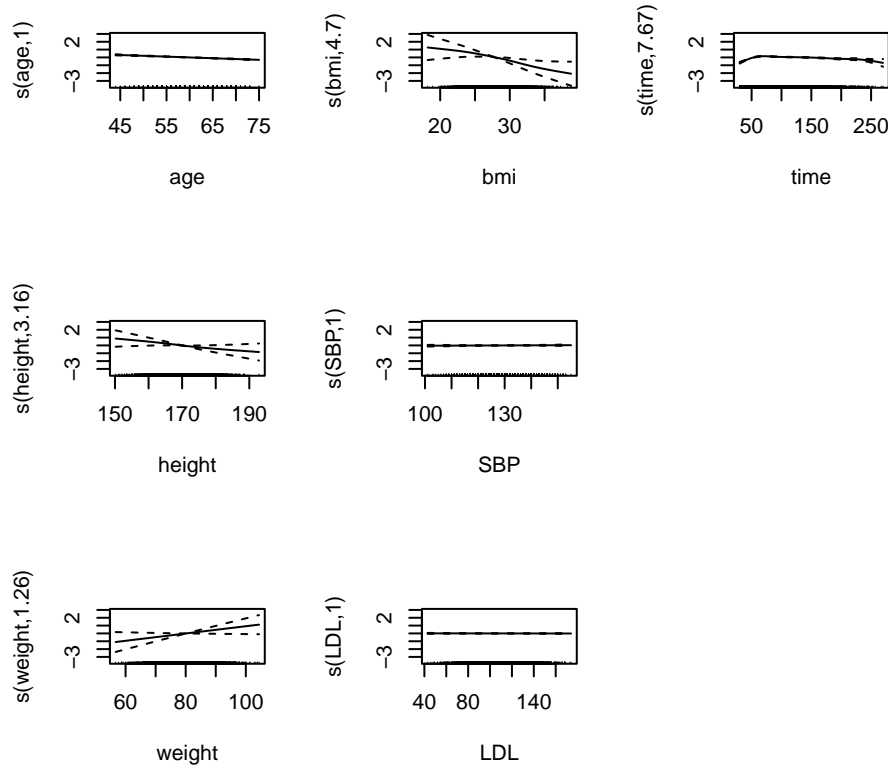 s(age,1)
2
−3
45 55 65 75
age
s(bmi,4.7)
2
−3
20 30
bmi
s(time,7.67)
2
−3
50 150 250
time
s(height,3.16)
2
−3
150 170 190
height
s(SBP,1)
2
−3
100 130
SBP
s(weight,1.26)
2
−3
60 80 100
weight
s(LDL,1)
2
−3
40 80 140
LDL